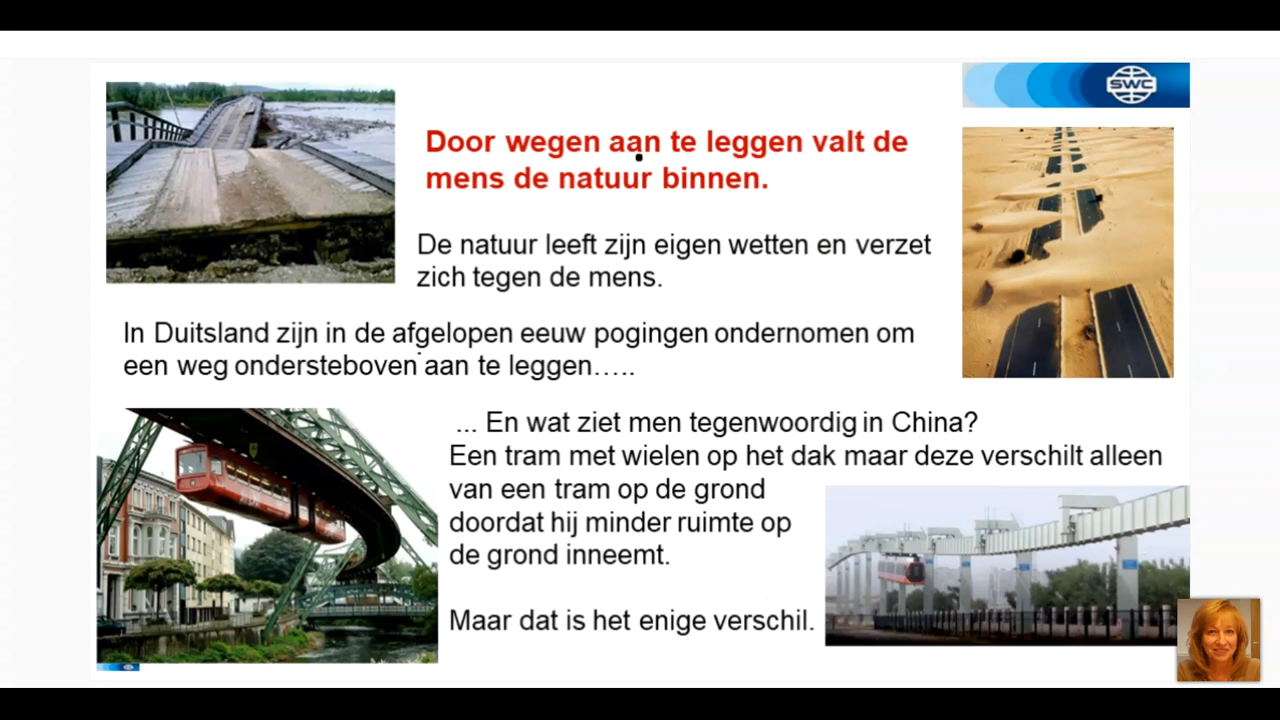 SWC
Door wegen aan te leggen valt de
mens de natuur binnen.
De natuur leeft zijn eigen wetten en verzet
zich tegen de mens.
In Duitsland zijn in de afgelopen eeuw pogingen ondernomen om
een weg ondersteboven aan te leggen…..
... En wat ziet men tegenwoordig in China?
Een tram met wielen op het dak maar deze verschilt alleen
van een tram op de grond
doordat hij minder ruimte op
de grond inneemt.
Maar dat is het enige verschil.